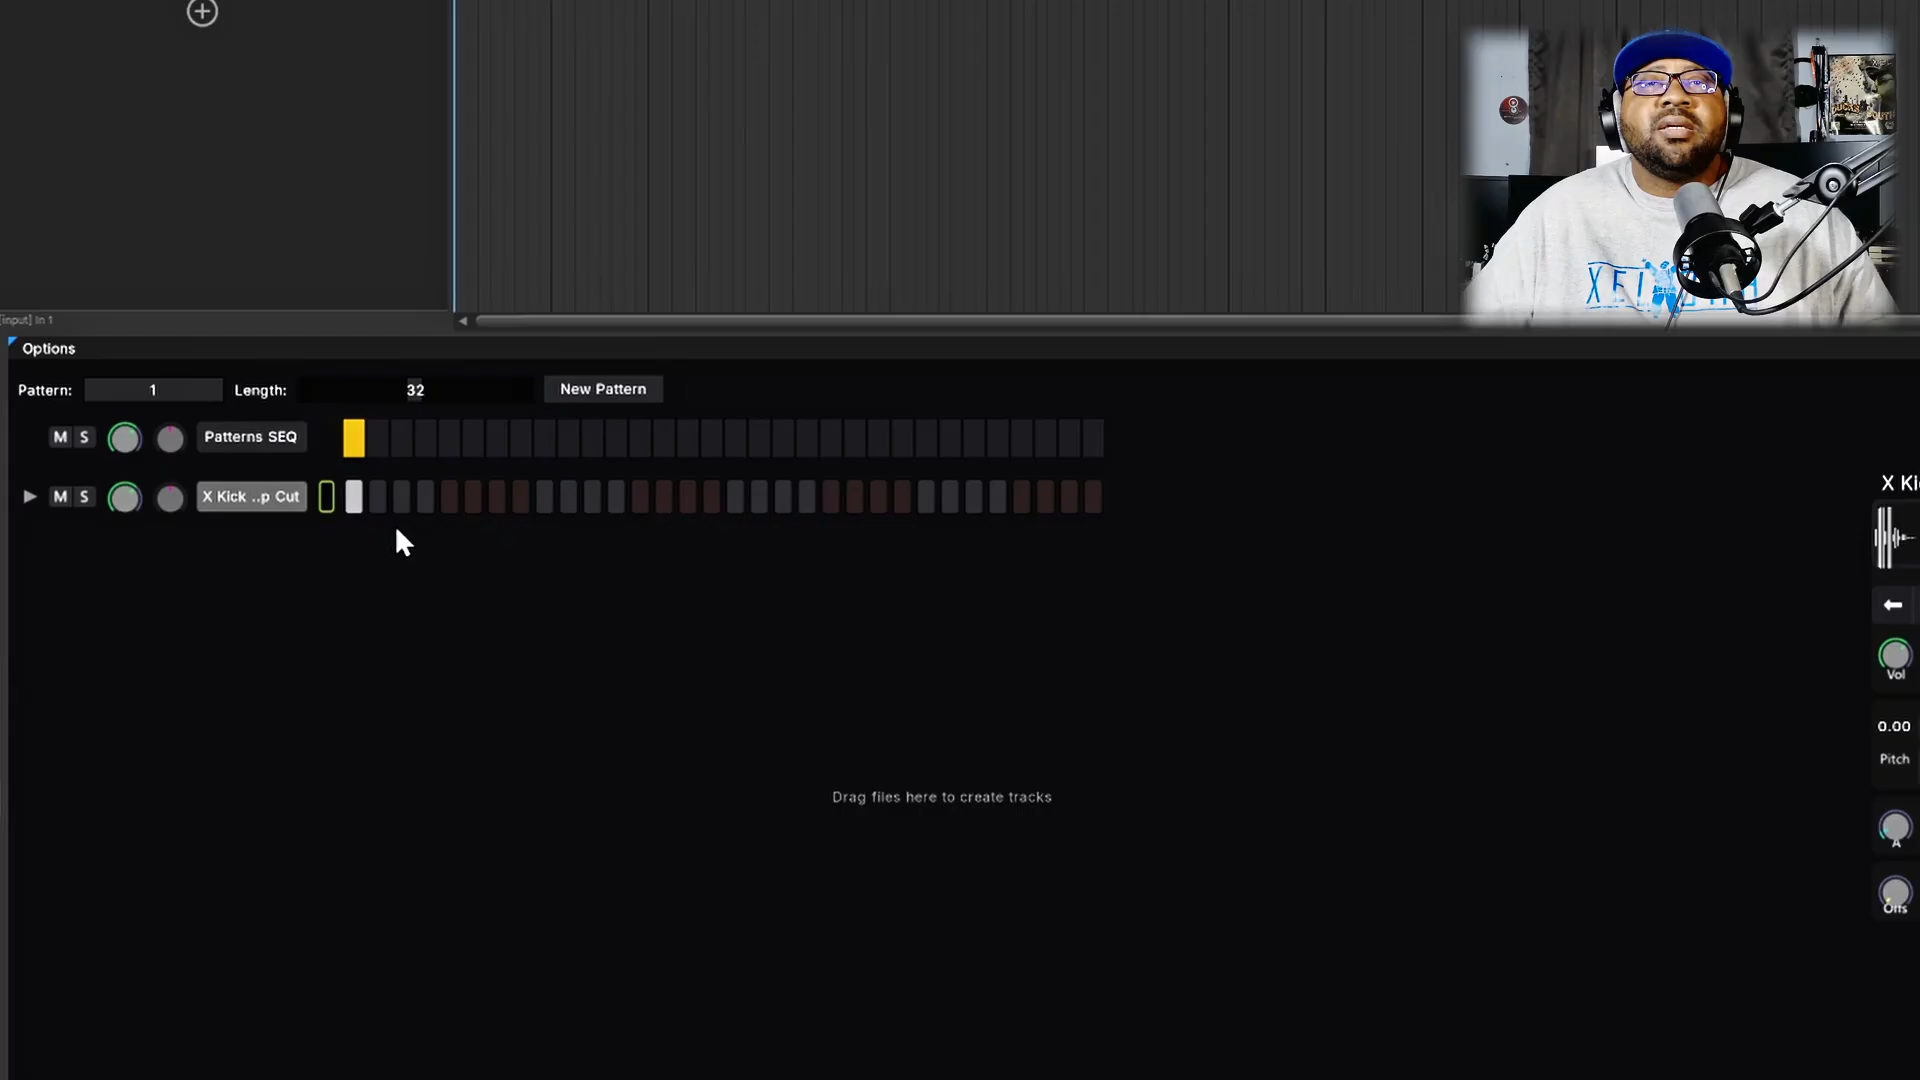 [input] In 1
Options
Pattern: 1 Length: 32 New Pattern
M S Patterns SEQ
M S X Kick ..p Cut
X Ki
Vol
0.00
Pitch
A
Offs
Drag files here to create tracks